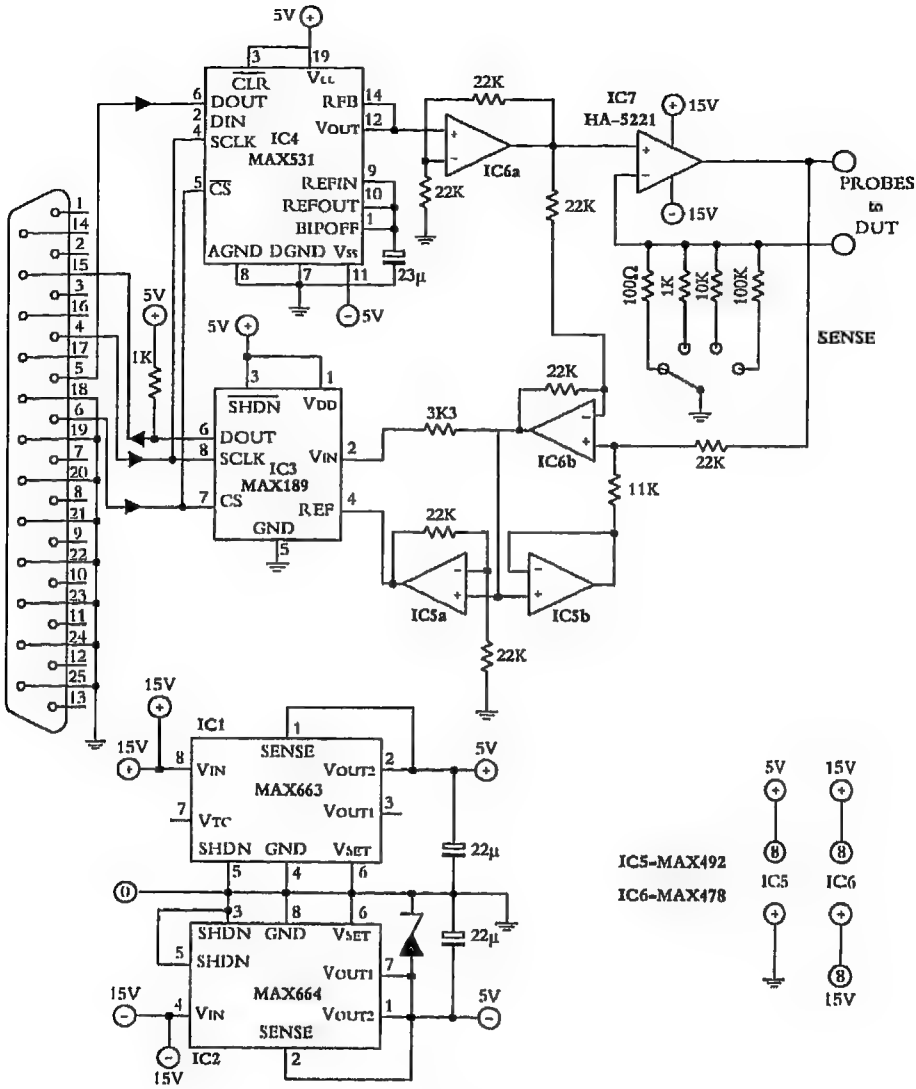 5V
3
19
CLR
VLL
6
DOUT
RFB
14
2
DIN
VOUT
12
4
SCLK
IC4
MAX531
5
CS
REFIN
9
REFOUT
10
BIPOFF
1
AGND
DGND
VSS
8
7
11
23μ
5V
22K
22K
IC6a
IC7
HA-5221
15V
15V
22K
PROBES
to
DUT
100Ω
1K
10K
100K
SENSE
1
14
2
15
3
16
4
17
5
18
6
19
7
20
8
21
9
22
10
23
11
24
12
25
13
5V
1K
5V
3
1
SHDN
VDD
6
DOUT
8
SCLK
VIN
2
IC3
MAX189
7
CS
REF
4
GND
5
3K3
22K
IC6b
22K
11K
22K
IC5a
IC5b
22K
15V
IC1
1
15V
SENSE
5V
8
VIN
VOUT2
2
MAX663
7
VTC
VOUT1
3
SHDN
GND
VSET
5
4
6
22μ
0
3
8
6
SHDN
GND
VSET
5
SHDN
22μ
VOUT1
7
15V
MAX664
5V
4
VIN
VOUT2
1
SENSE
IC2
2
15V
5V
15V
IC5-MAX492
8
8
IC6-MAX478
IC5
IC6
8
15V